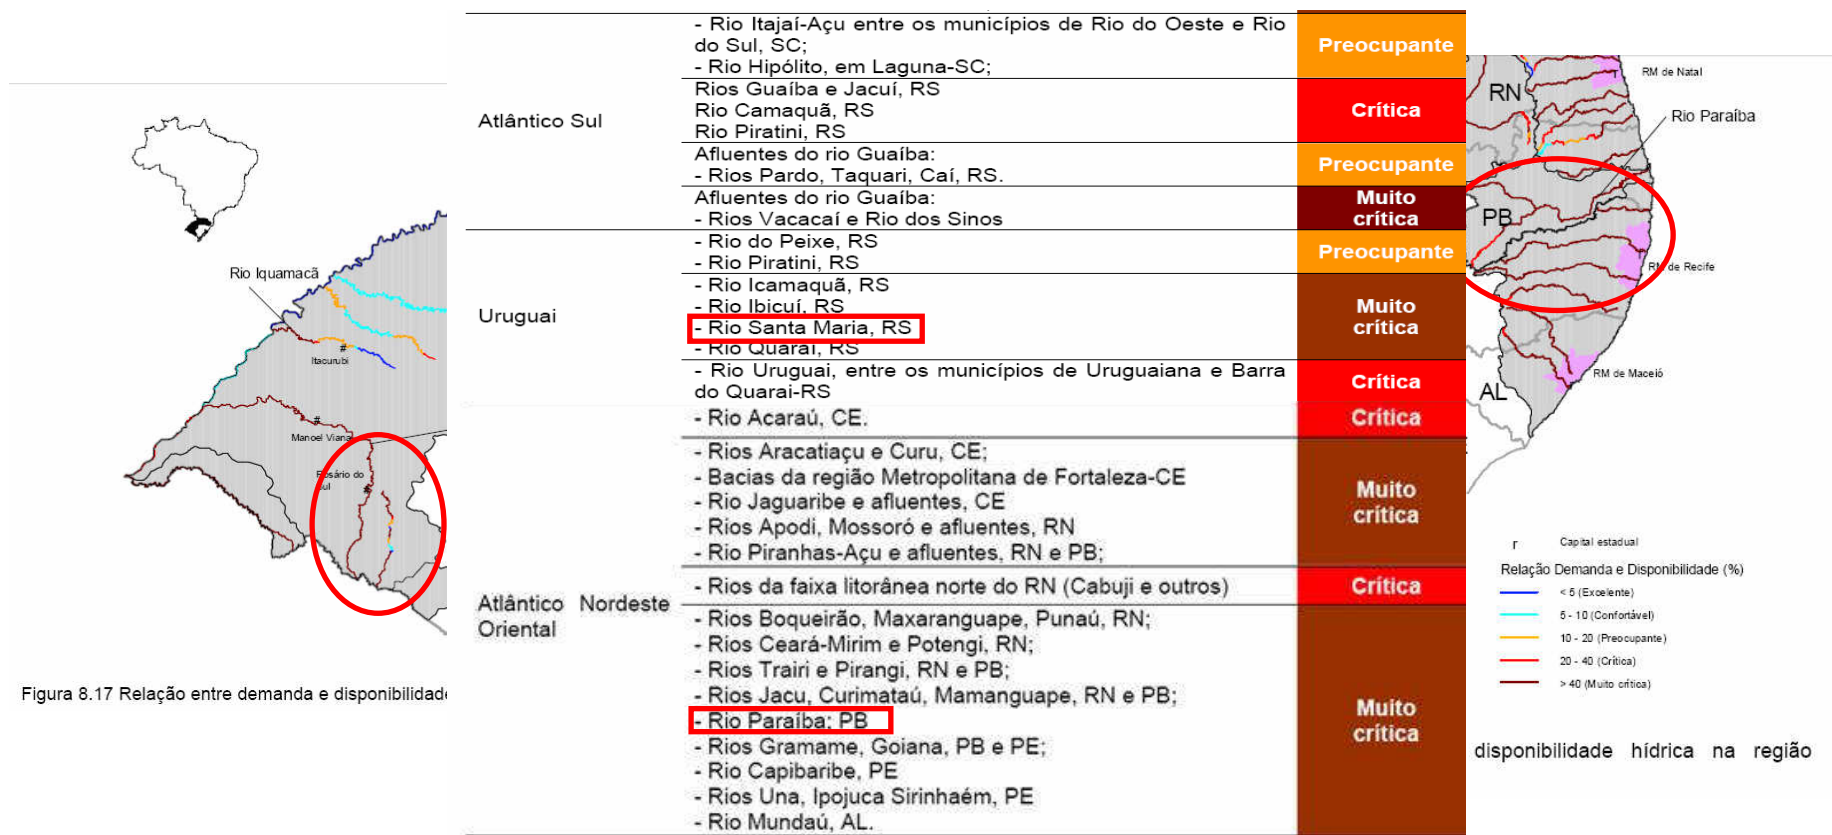 Rio Iquamacã
Itacurubi
Manoel Viana
Rosário do
Sul
Figura 8.17 Relação entre demanda e disponibilidade
- Rio Itajaí-Açu entre os municípios de Rio do Oeste e Rio
do Sul, SC;
- Rio Hipólito, em Laguna-SC;
Preocupante
Atlântico Sul
Rios Guaíba e Jacuí, RS
Rio Camaquã, RS
Rio Piratini, RS
Crítica
Afluentes do rio Guaíba:
- Rios Pardo, Taquari, Caí, RS.
Preocupante
Afluentes do rio Guaíba:
- Rios Vacacaí e Rio dos Sinos
Muito
crítica
Uruguai
- Rio do Peixe, RS
- Rio Piratini, RS
Preocupante
- Rio Icamaquã, RS
- Rio Ibicuí, RS
- Rio Santa Maria, RS
- Rio Quaraí, RS
Muito
crítica
- Rio Uruguai, entre os municípios de Uruguaiana e Barra
do Quarai-RS
Crítica
- Rio Acaraú, CE.
Crítica
- Rios Aracatiaçu e Curu, CE;
- Bacias da região Metropolitana de Fortaleza-CE
- Rio Jaguaribe e afluentes, CE
- Rios Apodi, Mossoró e afluentes, RN
- Rio Piranhas-Açu e afluentes, RN e PB;
Muito
crítica
Atlântico Nordeste
Oriental
- Rios da faixa litorânea norte do RN (Cabuji e outros)
Crítica
- Rios Boqueirão, Maxaranguape, Punaú, RN;
- Rios Ceará-Mirim e Potengi, RN;
- Rios Trairi e Pirangi, RN e PB;
- Rios Jacu, Curimataú, Mamanguape, RN e PB;
- Rio Paraíba; PB
- Rios Gramame, Goiana, PB e PE;
- Rio Capibaribe, PE
- Rios Una, Ipojuca Sirinhaém, PE
- Rio Mundaú, AL.
Muito
crítica
RM de Natal
RN
Rio Paraíba
PB
RM de Recife
RM de Maceió
AL
r Capital estadual
Relação Demanda e Disponibilidade (%)
< 5 (Excelente)
5 - 10 (Confortável)
10 - 20 (Preocupante)
20 - 40 (Crítica)
> 40 (Muito crítica)
disponibilidade hídrica na região